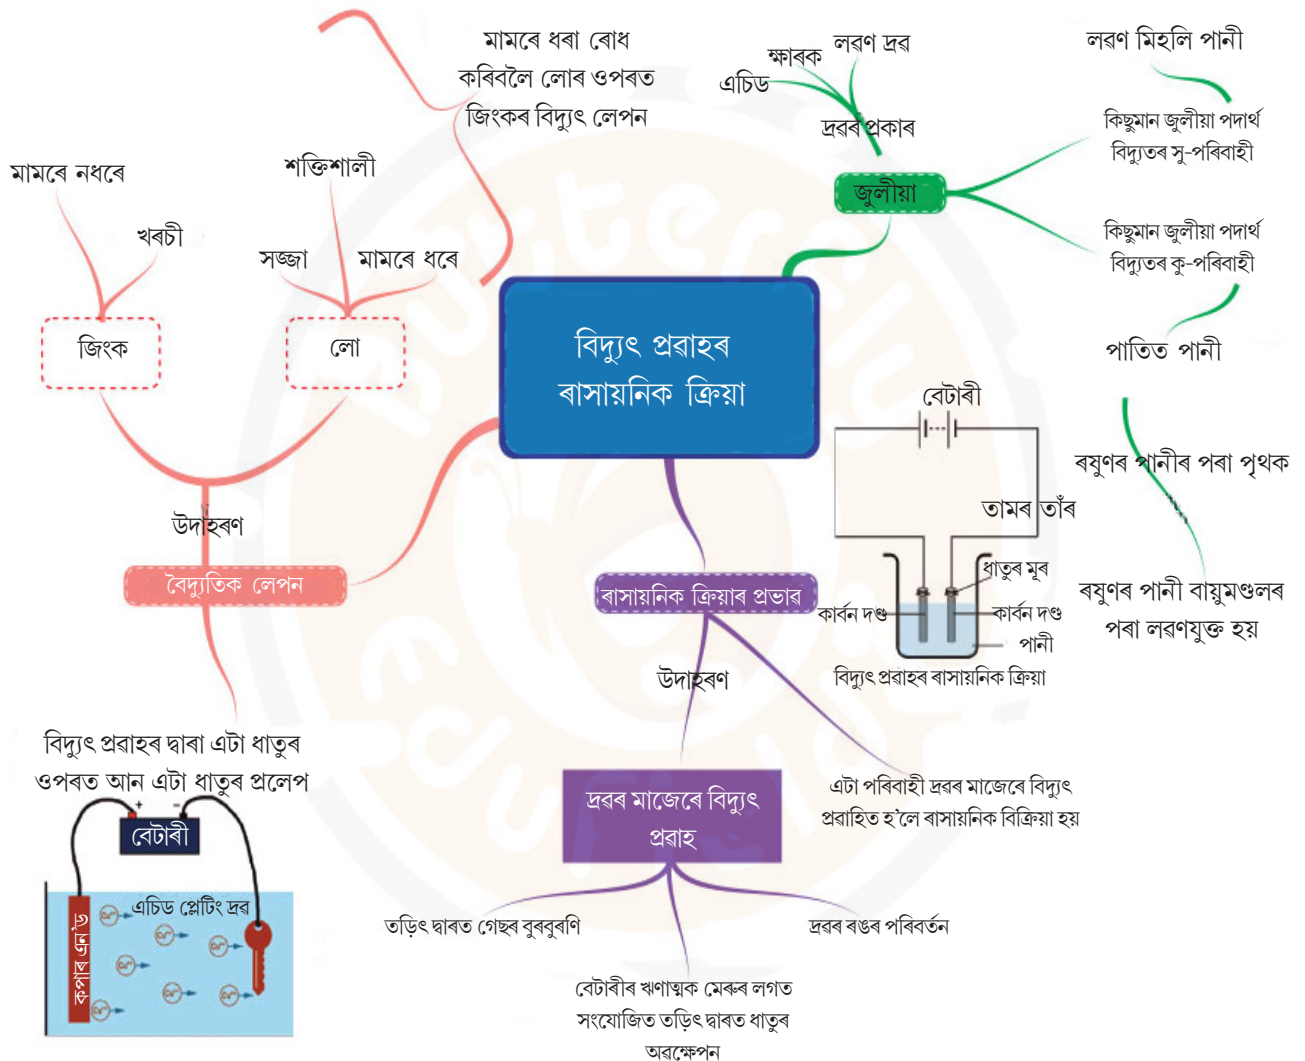 মামৰে ধৰা ৰোধ
কৰিবলৈ লোৰ ওপৰত
জিংকৰ বিদ্যুৎ লেপন
মামৰে নধৰে
খৰচী
জিংক
শক্তিশালী
সজ্জা
মামৰে ধৰে
লো
উদাহৰণ
বৈদ্যুতিক লেপন
বিদ্যুৎ প্ৰৱাহৰ দ্বাৰা এটা ধাতুৰ
ওপৰত আন এটা ধাতুৰ প্ৰলেপ
+ −
বেটাৰী
এচিড প্লেটিং দ্ৰৱ
কপাৰ এন'ড
বিদ্যুৎ প্ৰৱাহৰ
ৰাসায়নিক ক্ৰিয়া
এচিড
ক্ষাৰক
লৱণ দ্ৰৱ
দ্ৰৱৰ প্ৰকাৰ
জুলীয়া
লৱণ মিহলি পানী
কিছুমান জুলীয়া পদাৰ্থ
বিদ্যুতৰ সু-পৰিবাহী
কিছুমান জুলীয়া পদাৰ্থ
বিদ্যুতৰ কু-পৰিবাহী
পাতিত পানী
ৰষুণৰ পানীৰ পৰা পৃথক
ৰষুণৰ পানী বায়ুমণ্ডলৰ
পৰা লৱণযুক্ত হয়
বেটাৰী
তামৰ তাঁৰ
ধাতুৰ মূৰ
কাৰ্বন দণ্ড
কাৰ্বন দণ্ড
পানী
বিদ্যুৎ প্ৰৱাহৰ ৰাসায়নিক ক্ৰিয়া
ৰাসায়নিক ক্ৰিয়াৰ প্ৰভাৱ
উদাহৰণ
দ্ৰৱৰ মাজেৰে বিদ্যুৎ
প্ৰৱাহ
এটা পৰিবাহী দ্ৰৱৰ মাজেৰে বিদ্যুৎ
প্ৰৱাহিত হ'লে ৰাসায়নিক বিক্ৰিয়া হয়
তড়িৎ দ্বাৰত গেছৰ বুৰবুৰণি
বেটাৰীৰ ঋণাত্মক মেৰুৰ লগত
সংযোজিত তড়িৎ দ্বাৰত ধাতুৰ
অৱক্ষেপন
দ্ৰৱৰ ৰঙৰ পৰিবৰ্তন